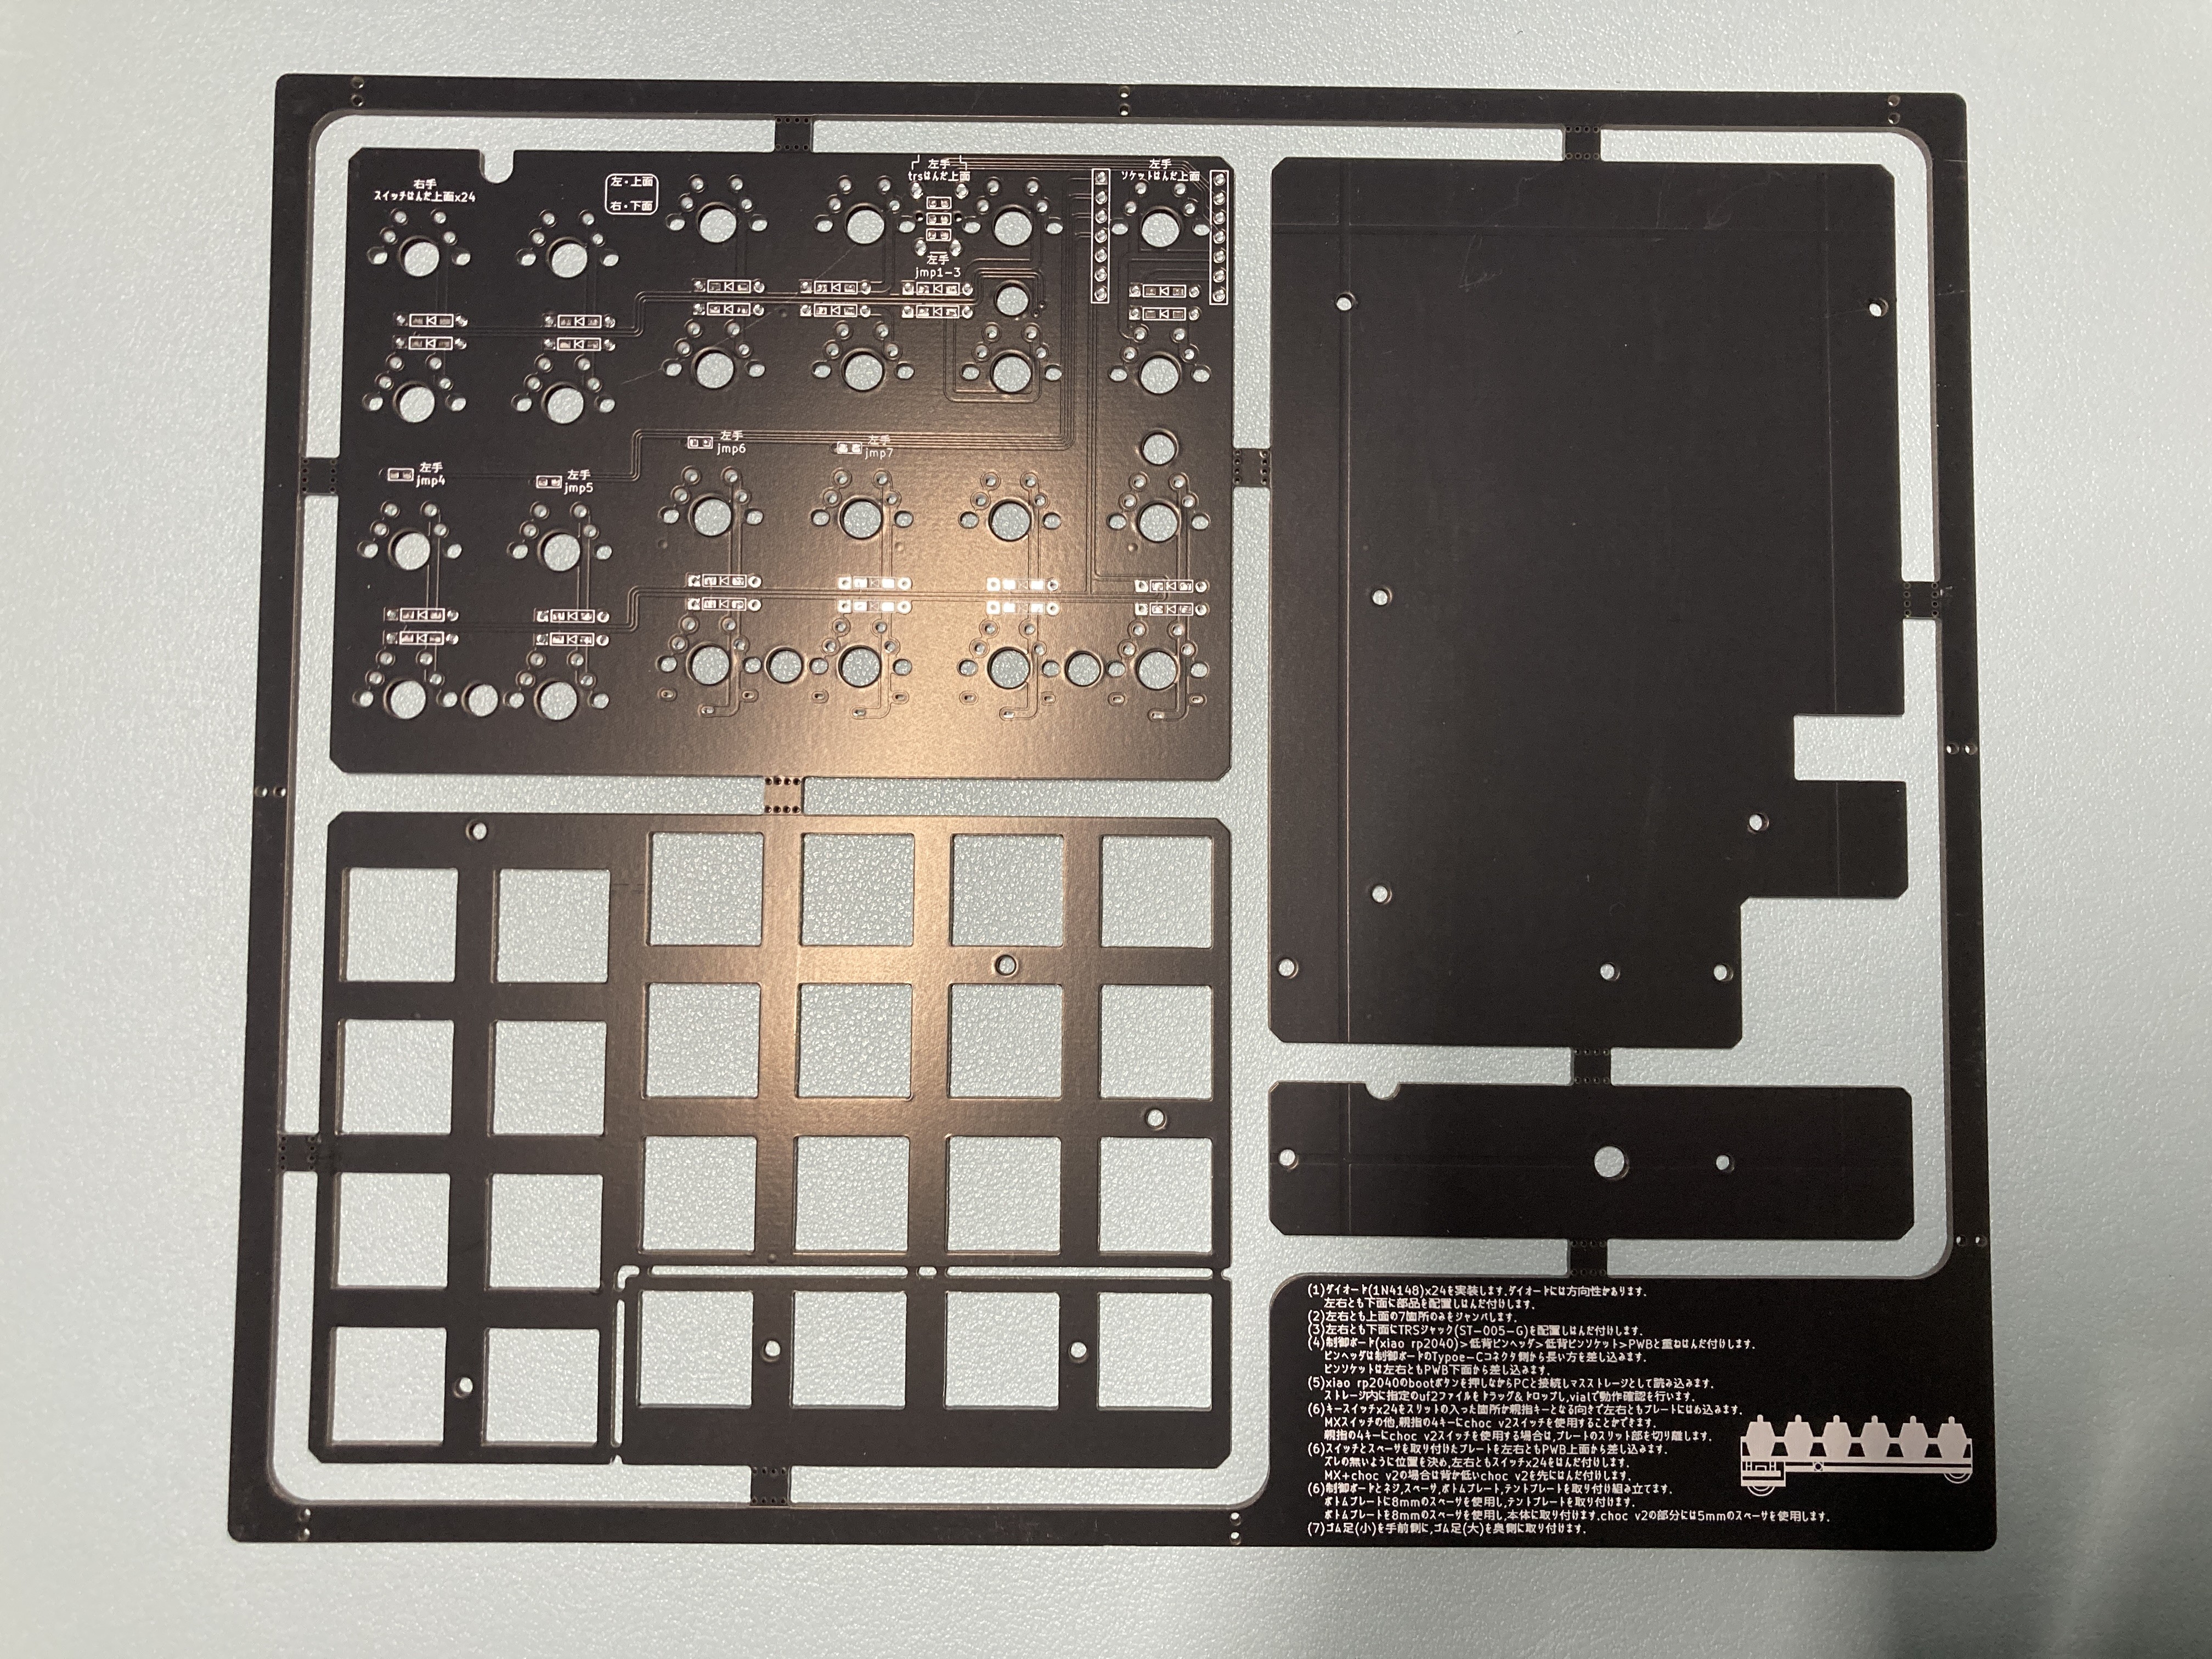 右手
スイッチはんだ上面x24
左・上面
右・下面
左手
trsはんだ上面
左手
ソケットはんだ上面
左手
jmp1-3
左手
jmp6
左手
jmp7
左手
jmp4
左手
jmp5
(1)ダイオード(1N4148)x24を実装します.ダイオードには方向性があります.
左右とも下面に部品を配置しはんだ付けします.
(2)左右とも上面の7箇所のみをジャンパします.
(3)左右とも下面にTRSジャック(ST-005-G)を配置しはんだ付けします.
(4)制御ボード(xiao rp2040)>低背ピンヘッダ>低背ピンソケット>PWBと重ねはんだ付けします.
ピンヘッダは制御ボードのTypoe-Cコネクタ側から長い方を差し込みます.
ピンソケットは左右ともPWB下面から差し込みます.
(5)xiao rp2040のbootボタンを押しながらPCと接続しマスストレージとして読み込みます.
ストレージ内に指定のuf2ファイルをドラッグ&ドロップし,vialで動作確認を行います.
(6)キースイッチx24をスリットの入った箇所が親指キーとなる向きで左右ともプレートにはめ込みます.
MXスイッチの他,親指の4キーにchoc v2スイッチを使用することができます.
親指の4キーにchoc v2スイッチを使用する場合は,プレートのスリット部を切り離します.
(6)スイッチとスペーサを取り付けたプレートを左右ともPWB上面から差し込みます.
ズレの無いように位置を決め,左右ともスイッチx24をはんだ付けします.
MX+choc v2の場合は背が低いchoc v2を先にはんだ付けします.
(6)制御ボードとネジ,スペーサ,ボトムプレート,テントプレートを取り付け組み立てます.
ボトムプレートに8mmのスペーサを使用し,テントプレートを取り付けます.
ボトムプレートを8mmのスペーサを使用し,本体に取り付けます.choc v2の部分には5mmのスペーサを使用します.
(7)ゴム足(小)を手前側に,ゴム足(大)を奥側に取り付けます.